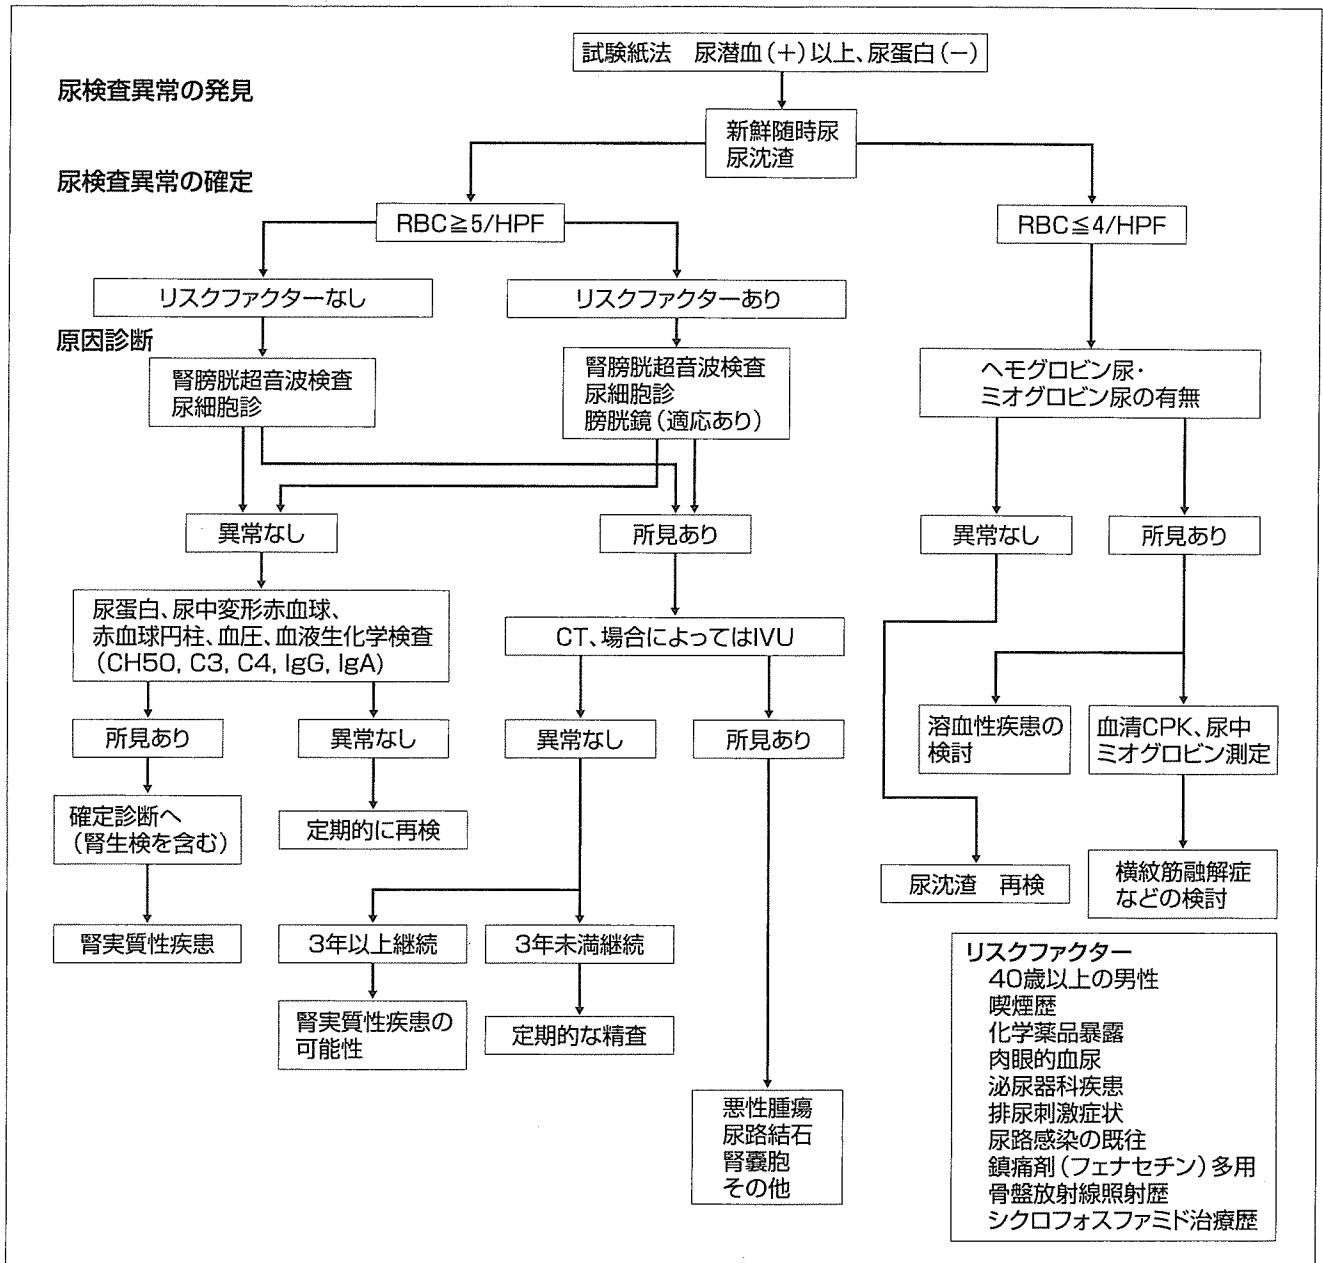 試験紙法　尿潜血(+)以上、尿蛋白(−)
尿検査異常の発見
新鮮随時尿
尿沈渣
尿検査異常の確定
RBC≧5/HPF
RBC≦4/HPF
リスクファクターなし
リスクファクターあり
原因診断
腎膀胱超音波検査
尿細胞診
腎膀胱超音波検査
尿細胞診
膀胱鏡(適応あり)
ヘモグロビン尿・
ミオグロビン尿の有無
異常なし
所見あり
異常なし
所見あり
尿蛋白、尿中変形赤血球、
赤血球円柱、血圧、血液生化学検査
(CH50, C3, C4, IgG, IgA)
CT、場合によってはIVU
所見あり
異常なし
異常なし
所見あり
溶血性疾患の
検討
血清CPK、尿中
ミオグロビン測定
確定診断へ
(腎生検を含む)
定期的に再検
尿沈渣　再検
横紋筋融解症
などの検討
腎実質性疾患
3年以上継続
3年未満継続
腎実質性疾患の
可能性
定期的な精査
悪性腫瘍
尿路結石
腎嚢胞
その他
リスクファクター
40歳以上の男性
喫煙歴
化学薬品暴露
肉眼的血尿
泌尿器科疾患
排尿刺激症状
尿路感染の既往
鎮痛剤(フェナセチン)多用
骨盤放射線照射歴
シクロフォスファミド治療歴